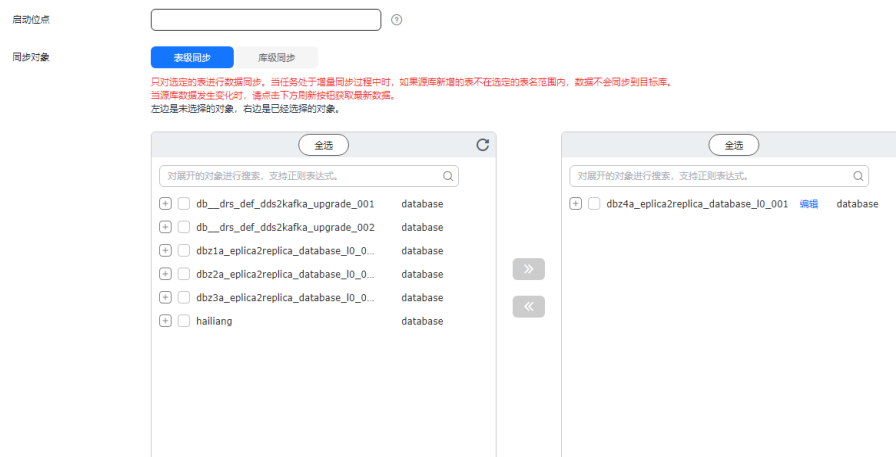 启动位点
同步对象
表级同步 库级同步
只对选定的表进行数据同步。当任务处于增量同步过程中时，如果源库新增的表不在选定的表名范围内，数据不会同步到目标库。
当源库数据发生变化时，请点击下方刷新按钮获取最新数据。
左边是未选择的对象，右边是已经选择的对象。
全选
对展开的对象进行搜索，支持正则表达式。
db__drs_def_dds2kafka_upgrade_001 database
db__drs_def_dds2kafka_upgrade_002 database
dbz1a_eplica2replica_database_l0_0... database
dbz2a_eplica2replica_database_l0_0... database
dbz3a_eplica2replica_database_l0_0... database
hailiang database
全选
对展开的对象进行搜索，支持正则表达式。
dbz4a_eplica2replica_database_l0_001 编辑 database